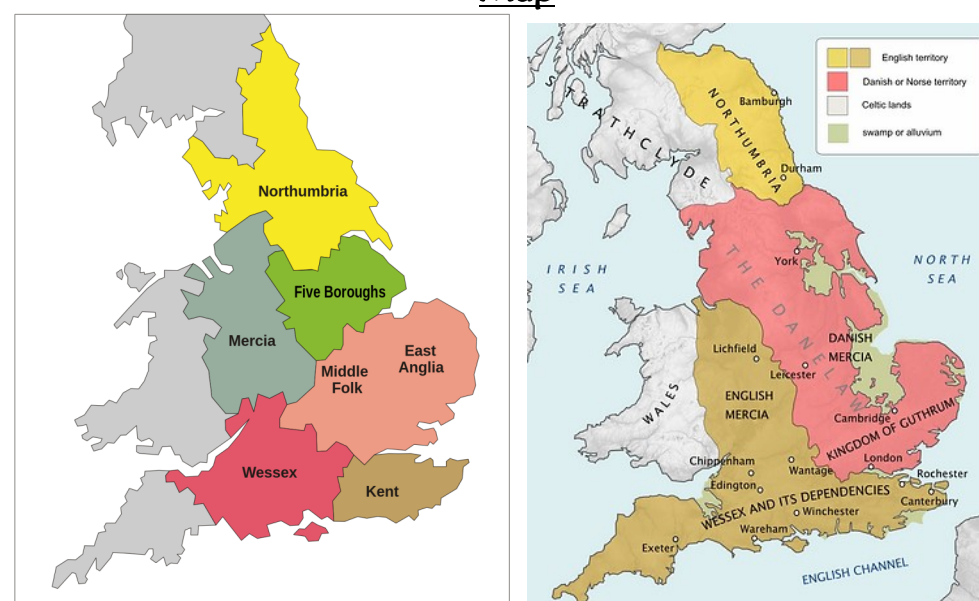 Map
Northumbria
Five Boroughs
Mercia
East
Anglia
Middle
Folk
Wessex
Kent
English territory
Danish or Norse territory
Celtic lands
swamp or alluvium
STRATHCLYDE
NORTHUMBRIA
Bamburgh
Durham
IRISH
SEA
NORTH
SEA
York
THE DANELAW
DANISH
MERCIA
Lichfield
Leicester
ENGLISH
MERCIA
WALES
Cambridge
KINGDOM OF GUTHRUM
Chippenham
London
Wantage
Rochester
Edington
Canterbury
WESSEX AND ITS DEPENDENCIES
Winchester
Wareham
Exeter
ENGLISH CHANNEL